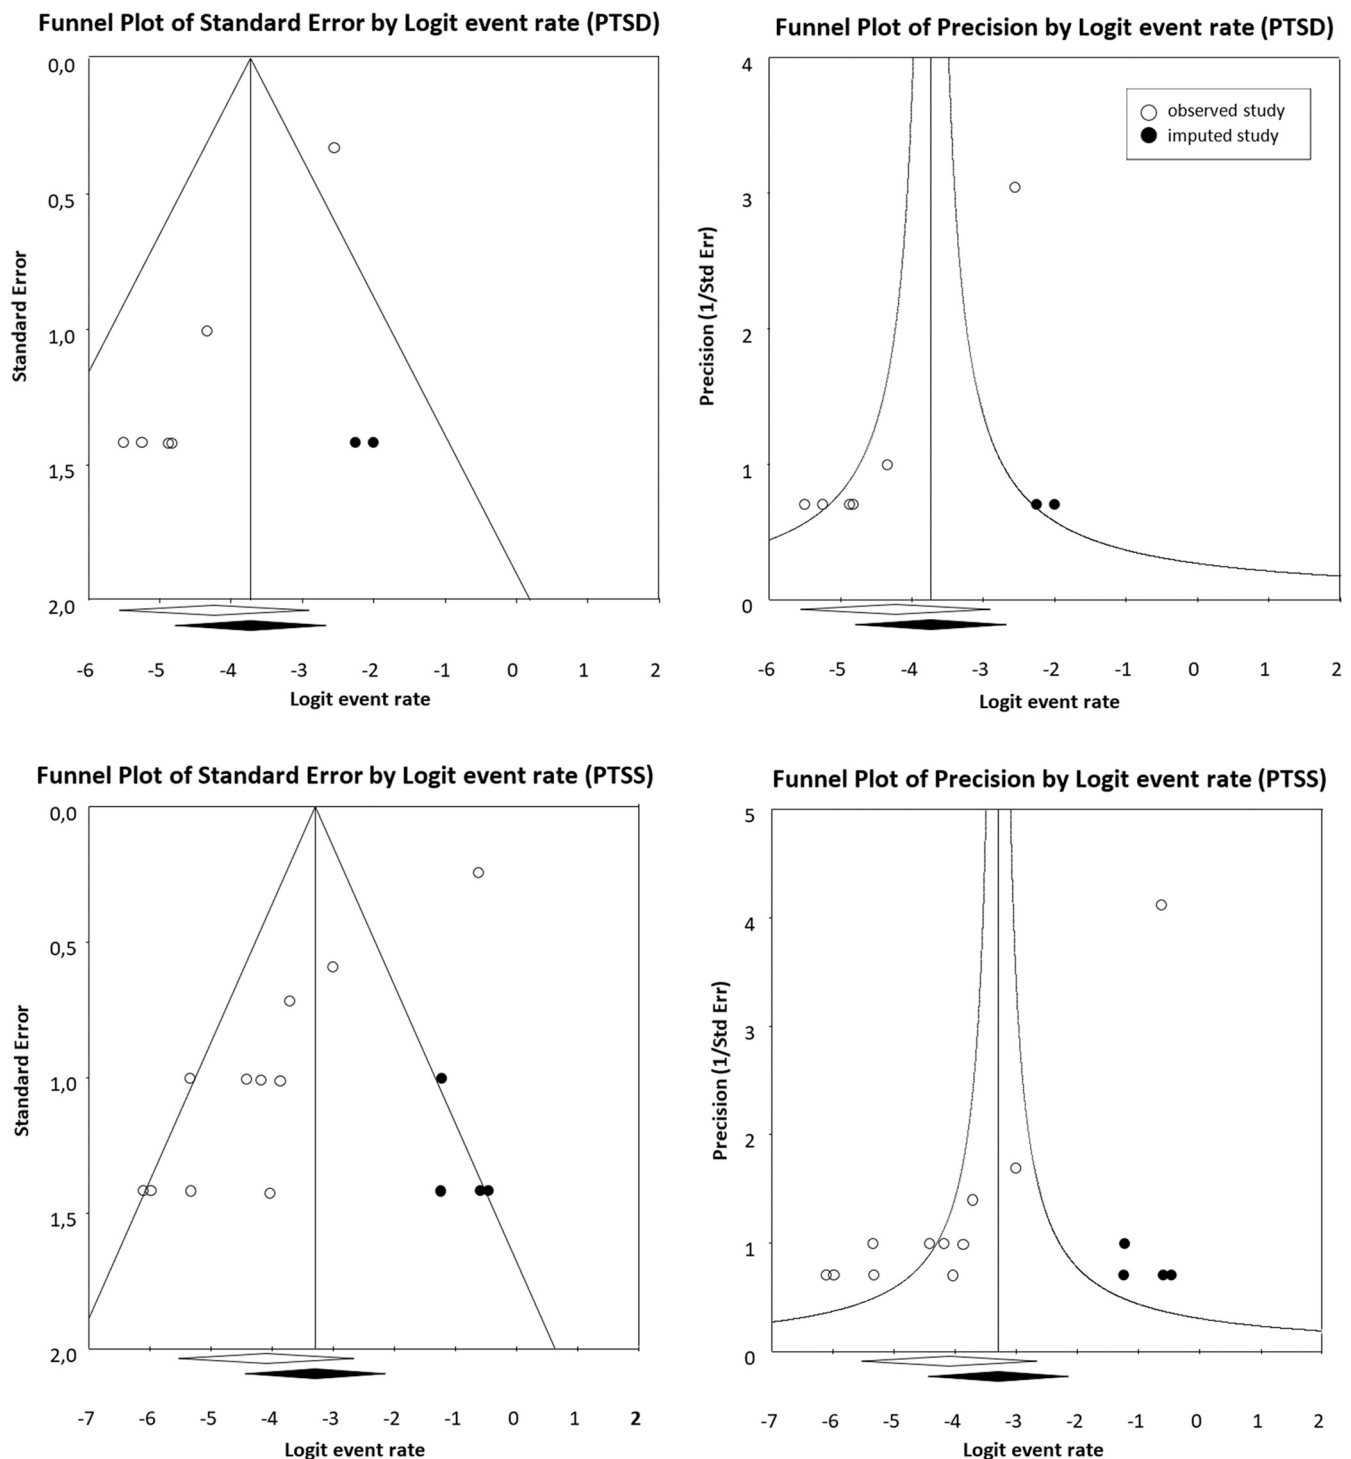 Funnel Plot of Standard Error by Logit event rate (PTSD)
0,0
0,5
1,0
1,5
2,0
Standard Error
-6 -5 -4 -3 -2 -1 0 1 2
Logit event rate
Funnel Plot of Precision by Logit event rate (PTSD)
observed study
imputed study
4
3
2
1
0
Precision (1/Std Err)
-6 -5 -4 -3 -2 -1 0 1 2
Logit event rate
Funnel Plot of Standard Error by Logit event rate (PTSS)
0,0
0,5
1,0
1,5
2,0
Standard Error
-7 -6 -5 -4 -3 -2 -1 0 1 2
Logit event rate
Funnel Plot of Precision by Logit event rate (PTSS)
5
4
3
2
1
0
Precision (1/Std Err)
-7 -6 -5 -4 -3 -2 -1 0 1 2
Logit event rate